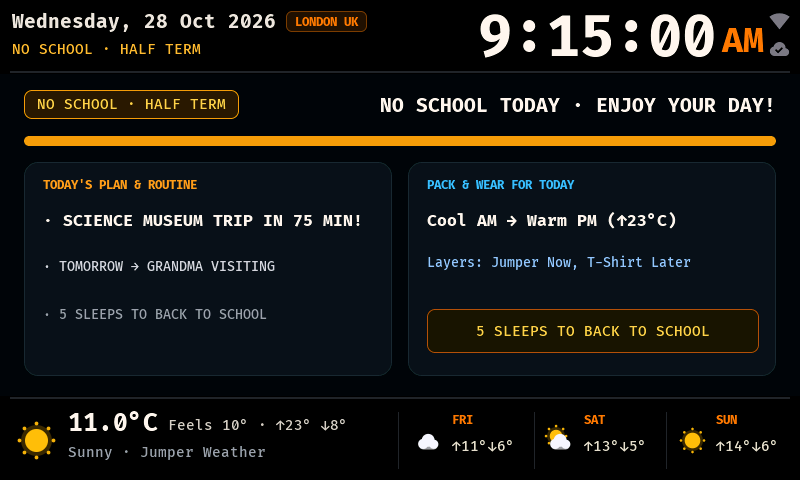 Wednesday, 28 Oct 2026 LONDON UK
NO SCHOOL · HALF TERM
9:15:00 AM
NO SCHOOL · HALF TERM
NO SCHOOL TODAY · ENJOY YOUR DAY!
TODAY'S PLAN & ROUTINE
· SCIENCE MUSEUM TRIP IN 75 MIN!
· TOMORROW → GRANDMA VISITING
· 5 SLEEPS TO BACK TO SCHOOL
PACK & WEAR FOR TODAY
Cool AM → Warm PM (↑23°C)
Layers: Jumper Now, T-Shirt Later
5 SLEEPS TO BACK TO SCHOOL
11.0°C Feels 10° · ↑23° ↓8°
Sunny · Jumper Weather
FRI
↑11°↓6°
SAT
↑13°↓5°
SUN
↑14°↓6°